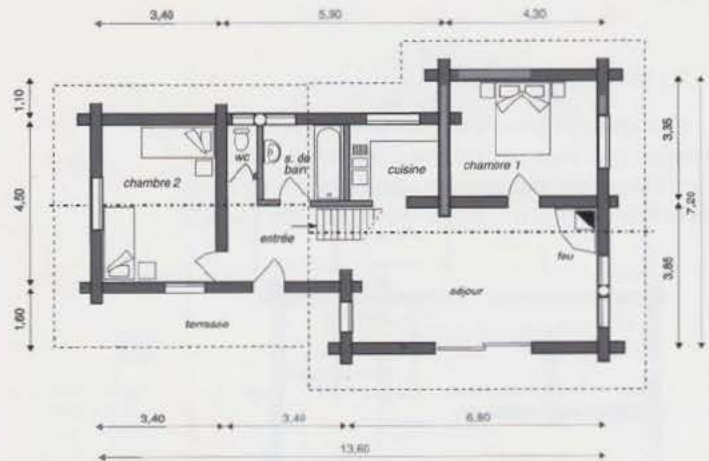 3,40 5,90 4,30
1,10
4,80
1,60
3,35
7,20
3,85
chambre 2
wc
s. de bain
cuisine
chambre 1
entrée
séjour
feu
terrasse
3,40 3,40 6,80
13,60